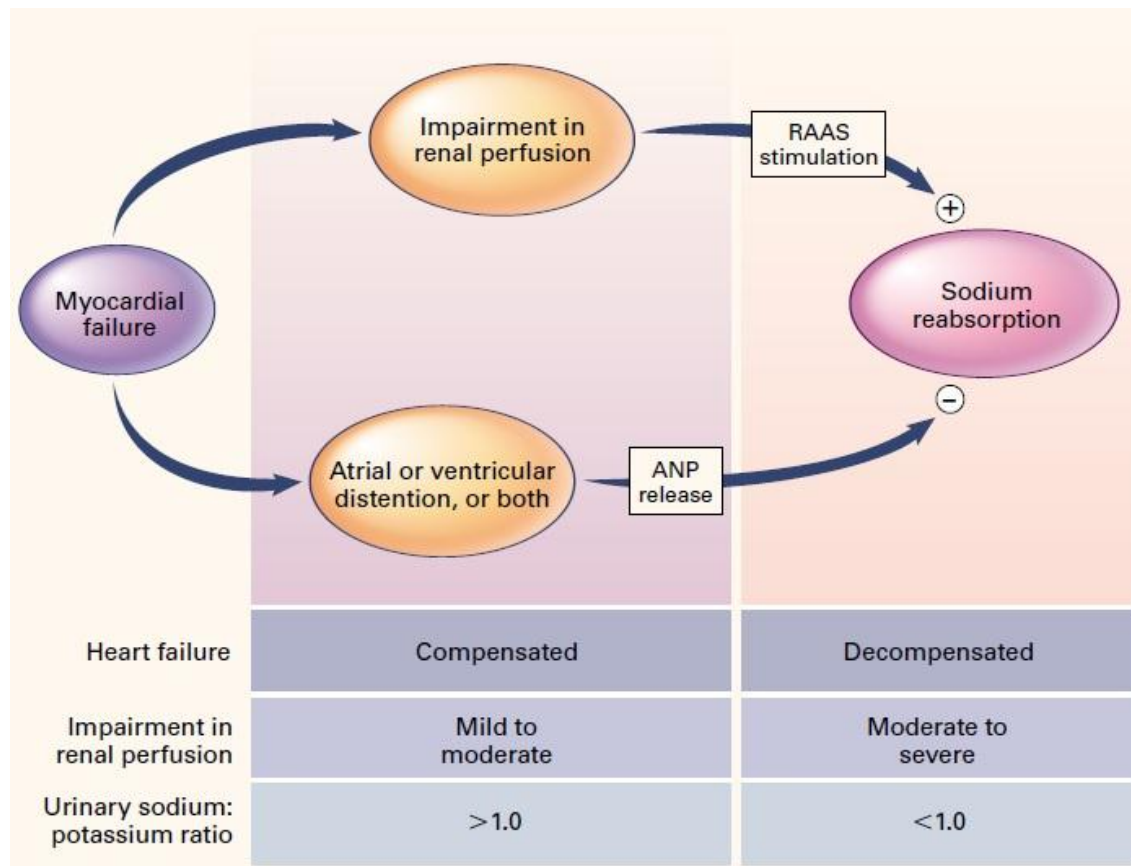 Impairment in
renal perfusion
RAAS
stimulation
+
Myocardial
failure
Sodium
reabsorption
−
Atrial or ventricular
distention, or both
ANP
release
Heart failure
Compensated
Decompensated
Impairment in
renal perfusion
Mild to
moderate
Moderate to
severe
Urinary sodium:
potassium ratio
>1.0
<1.0